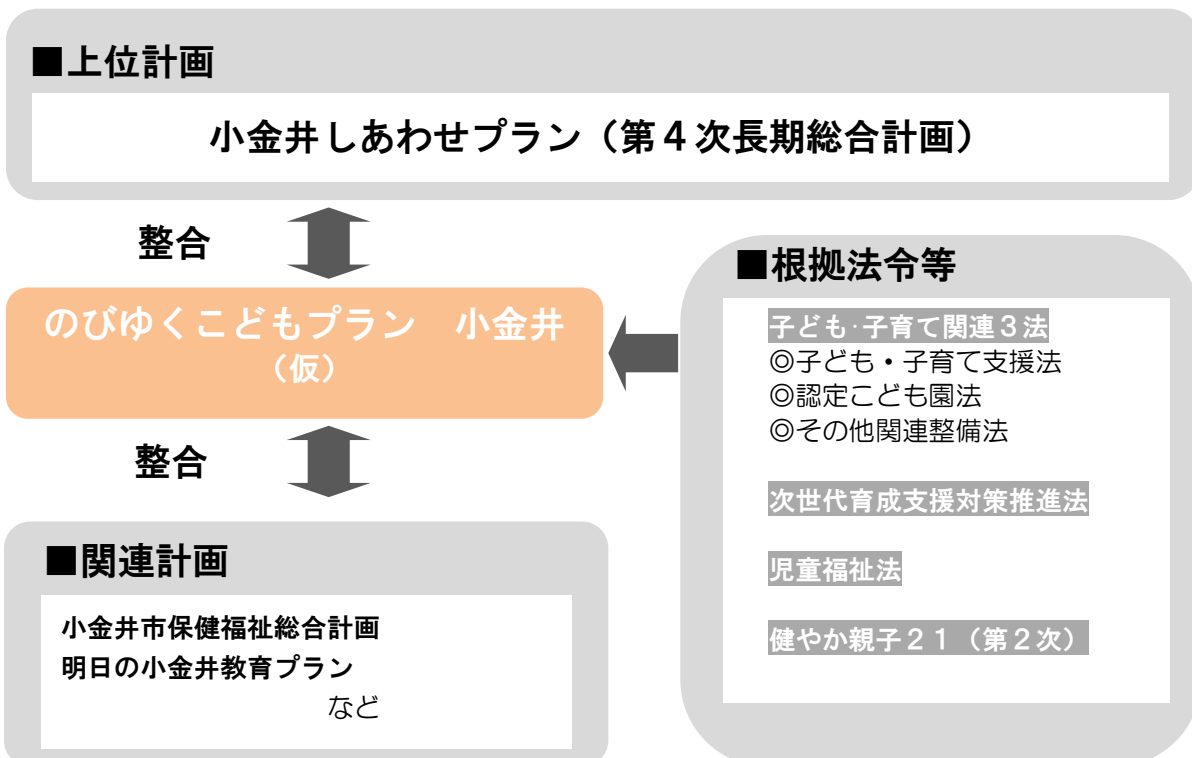 ■上位計画
小金井しあわせプラン（第４次長期総合計画）
整合
のびゆくこどもプラン　小金井
（仮）
整合
■関連計画
小金井市保健福祉総合計画
明日の小金井教育プラン
など
■根拠法令等
子ども・子育て関連３法
◎子ども・子育て支援法
◎認定こども園法
◎その他関連整備法
次世代育成支援対策推進法
児童福祉法
健やか親子２１（第２次）